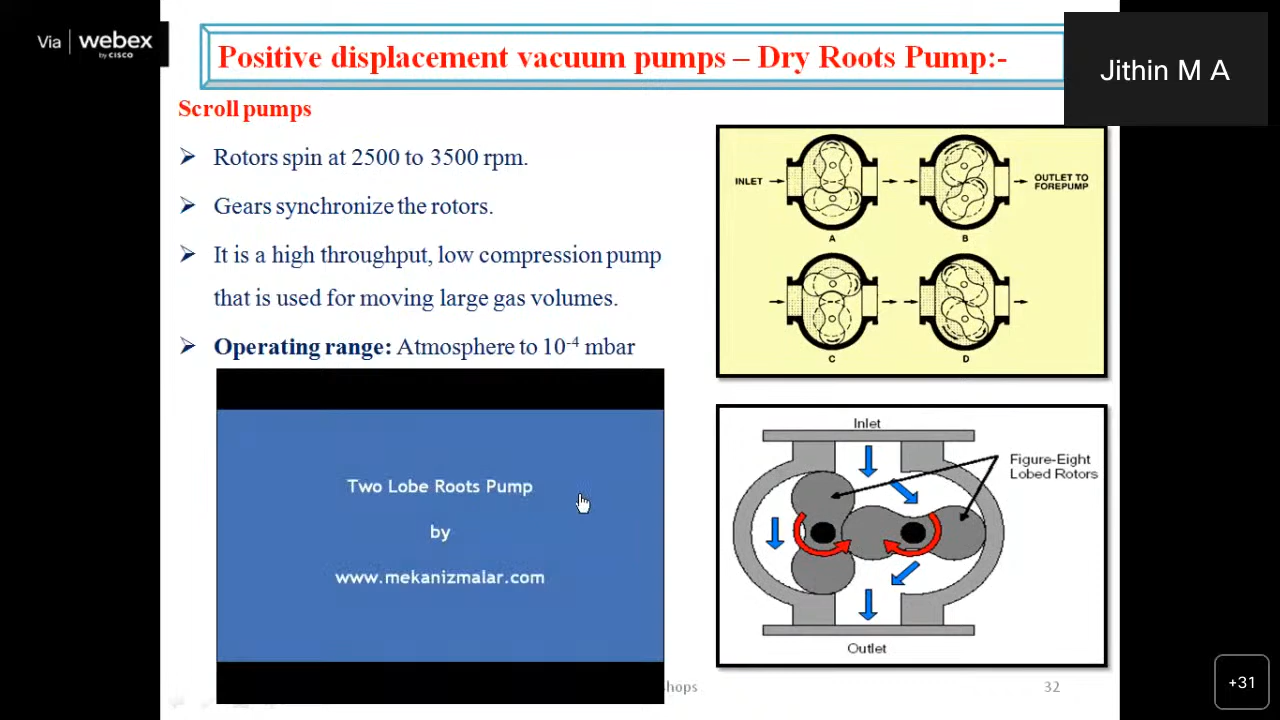 Via webex
by CISCO
Positive displacement vacuum pumps – Dry Roots Pump:-
Jithin M A
Scroll pumps
Rotors spin at 2500 to 3500 rpm.
Gears synchronize the rotors.
It is a high throughput, low compression pump
that is used for moving large gas volumes.
Operating range: Atmosphere to 10⁻⁴ mbar
INLET
OUTLET TO
FOREPUMP
A
B
C
D
Two Lobe Roots Pump
by
www.mekanizmalar.com
Inlet
Figure-Eight
Lobed Rotors
Outlet
hops
32
+31